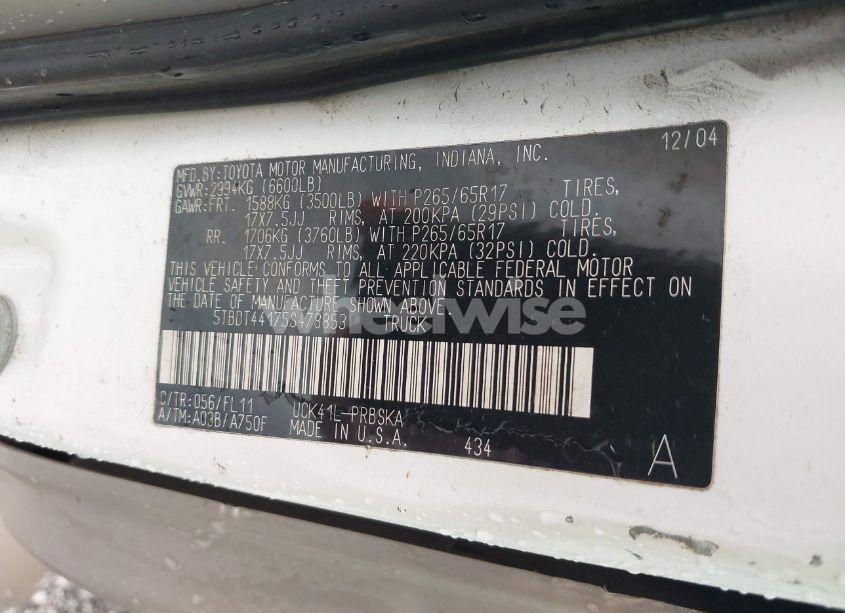 12/04
MFD.BY:TOYOTA MOTOR MANUFACTURING, INDIANA, INC.
GVWR:2994KG (6600LB)
GAWR:FRT. 1588KG (3500LB) WITH P265/65R17 TIRES,
17X7.5JJ RIMS, AT 200KPA (29PSI) COLD.
RR. 1706KG (3760LB) WITH P265/65R17 TIRES,
17X7.5JJ RIMS, AT 220KPA (32PSI) COLD.
THIS VEHICLE CONFORMS TO ALL APPLICABLE FEDERAL MOTOR
VEHICLE SAFETY AND THEFT PREVENTION STANDARDS IN EFFECT ON
THE DATE OF MANUFACTURE SHOWN ABOVE.
5TBDT44175S478853 TRUCK
wheelwise
C/TR:056/FL11 UCK41L-PRBSKA
A/TM:A03B/A750F MADE IN U.S.A. 434 A